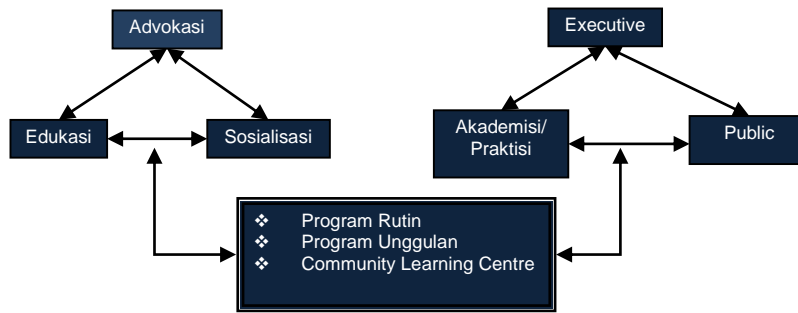 Advokasi
Executive
Edukasi
Sosialisasi
Akademisi/
Praktisi
Public
❖ Program Rutin
❖ Program Unggulan
❖ Community Learning Centre